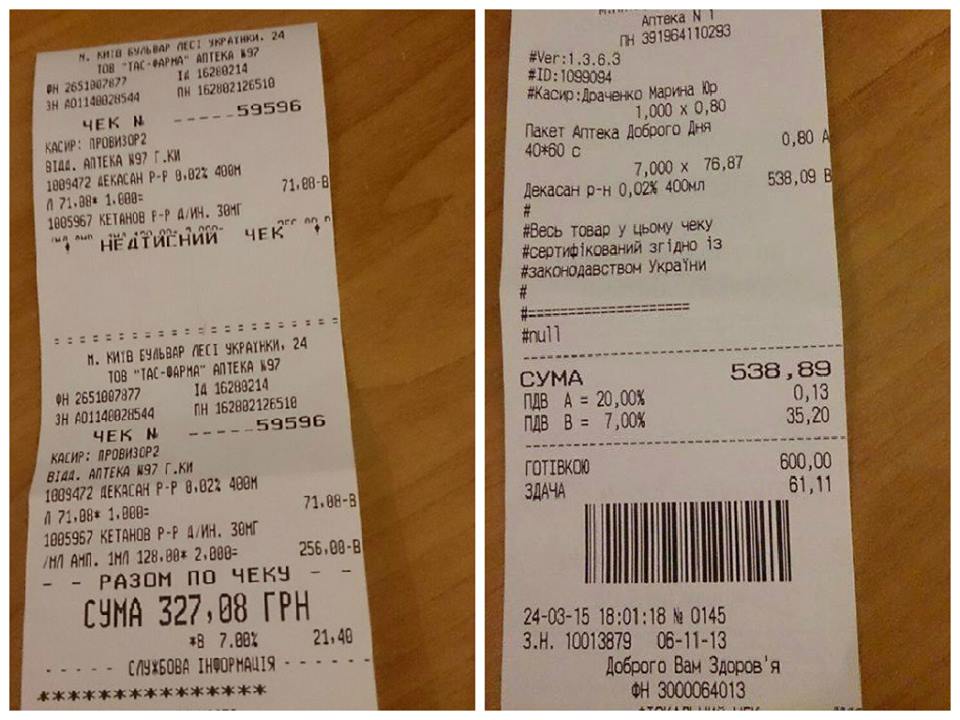 М. КИЇВ БУЛЬВАР ЛЕСІ УКРАЇНКИ, 24
ТОВ "ТАС-ФАРМА" АПТЕКА №97
ФН 2651007877 ІД 16280214
ЗН АО1140028544 ПН 162802126510
ЧЕК № -----59596
КАСИР: ПРОВИЗОР2
ВІДД. АПТЕКА №97 Г.КИ
1009472 ДЕКАСАН Р-Р 0,02% 400М
Л 71,08* 1,000= 71,08-В
1005967 КЕТАНОВ Р-Р Д/ИН. 30МГ
НЕДІЙСНИЙ ЧЕК
М. КИЇВ БУЛЬВАР ЛЕСІ УКРАЇНКИ, 24
ТОВ "ТАС-ФАРМА" АПТЕКА №97
ФН 2651007877 ІД 16280214
ЗН АО1140028544 ПН 162802126510
ЧЕК № -----59596
КАСИР: ПРОВИЗОР2
ВІДД. АПТЕКА №97 Г.КИ
1009472 ДЕКАСАН Р-Р 0,02% 400М
Л 71,08* 1,000= 71,08-В
1005967 КЕТАНОВ Р-Р Д/ИН. 30МГ
/МЛ АМП. 1МЛ 128,00* 2,000= 256,00-В
- - РАЗОМ ПО ЧЕКУ - -
СУМА 327,08 ГРН
*В 7.00% 21,40
----- СЛУЖБОВА ІНФОРМАЦІЯ -----
***************
Аптека N 1
ПН 391964110293
#Ver:1.3.6.3
#ID:1099094
#Касир:Драченко Марина Юр
1,000 x 0,80
Пакет Аптека Доброго Дня
40*60 с 0,80 А
7,000 x 76,87
Декасан р-н 0,02% 400мл 538,09 В
#
#Весь товар у цьому чеку
#сертифікований згідно із
#законодавством України
#
#====================
#null
СУМА 538,89
ПДВ А = 20,00% 0,13
ПДВ В = 7,00% 35,20
ГОТІВКОЮ 600,00
ЗДАЧА 61,11
24-03-15 18:01:18 № 0145
З.Н. 10013879 06-11-13
Доброго Вам Здоров'я
ФН 3000064013